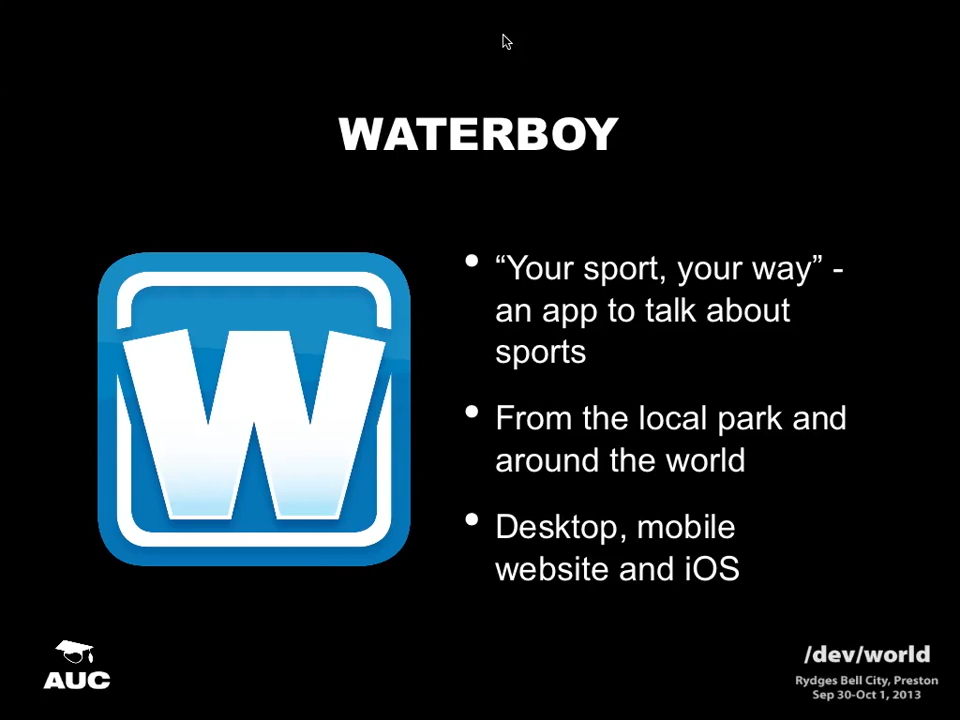 WATERBOY
W
• “Your sport, your way” -
an app to talk about
sports
• From the local park and
around the world
• Desktop, mobile
website and iOS
AUC
/dev/world
Rydges Bell City, Preston
Sep 30-Oct 1, 2013